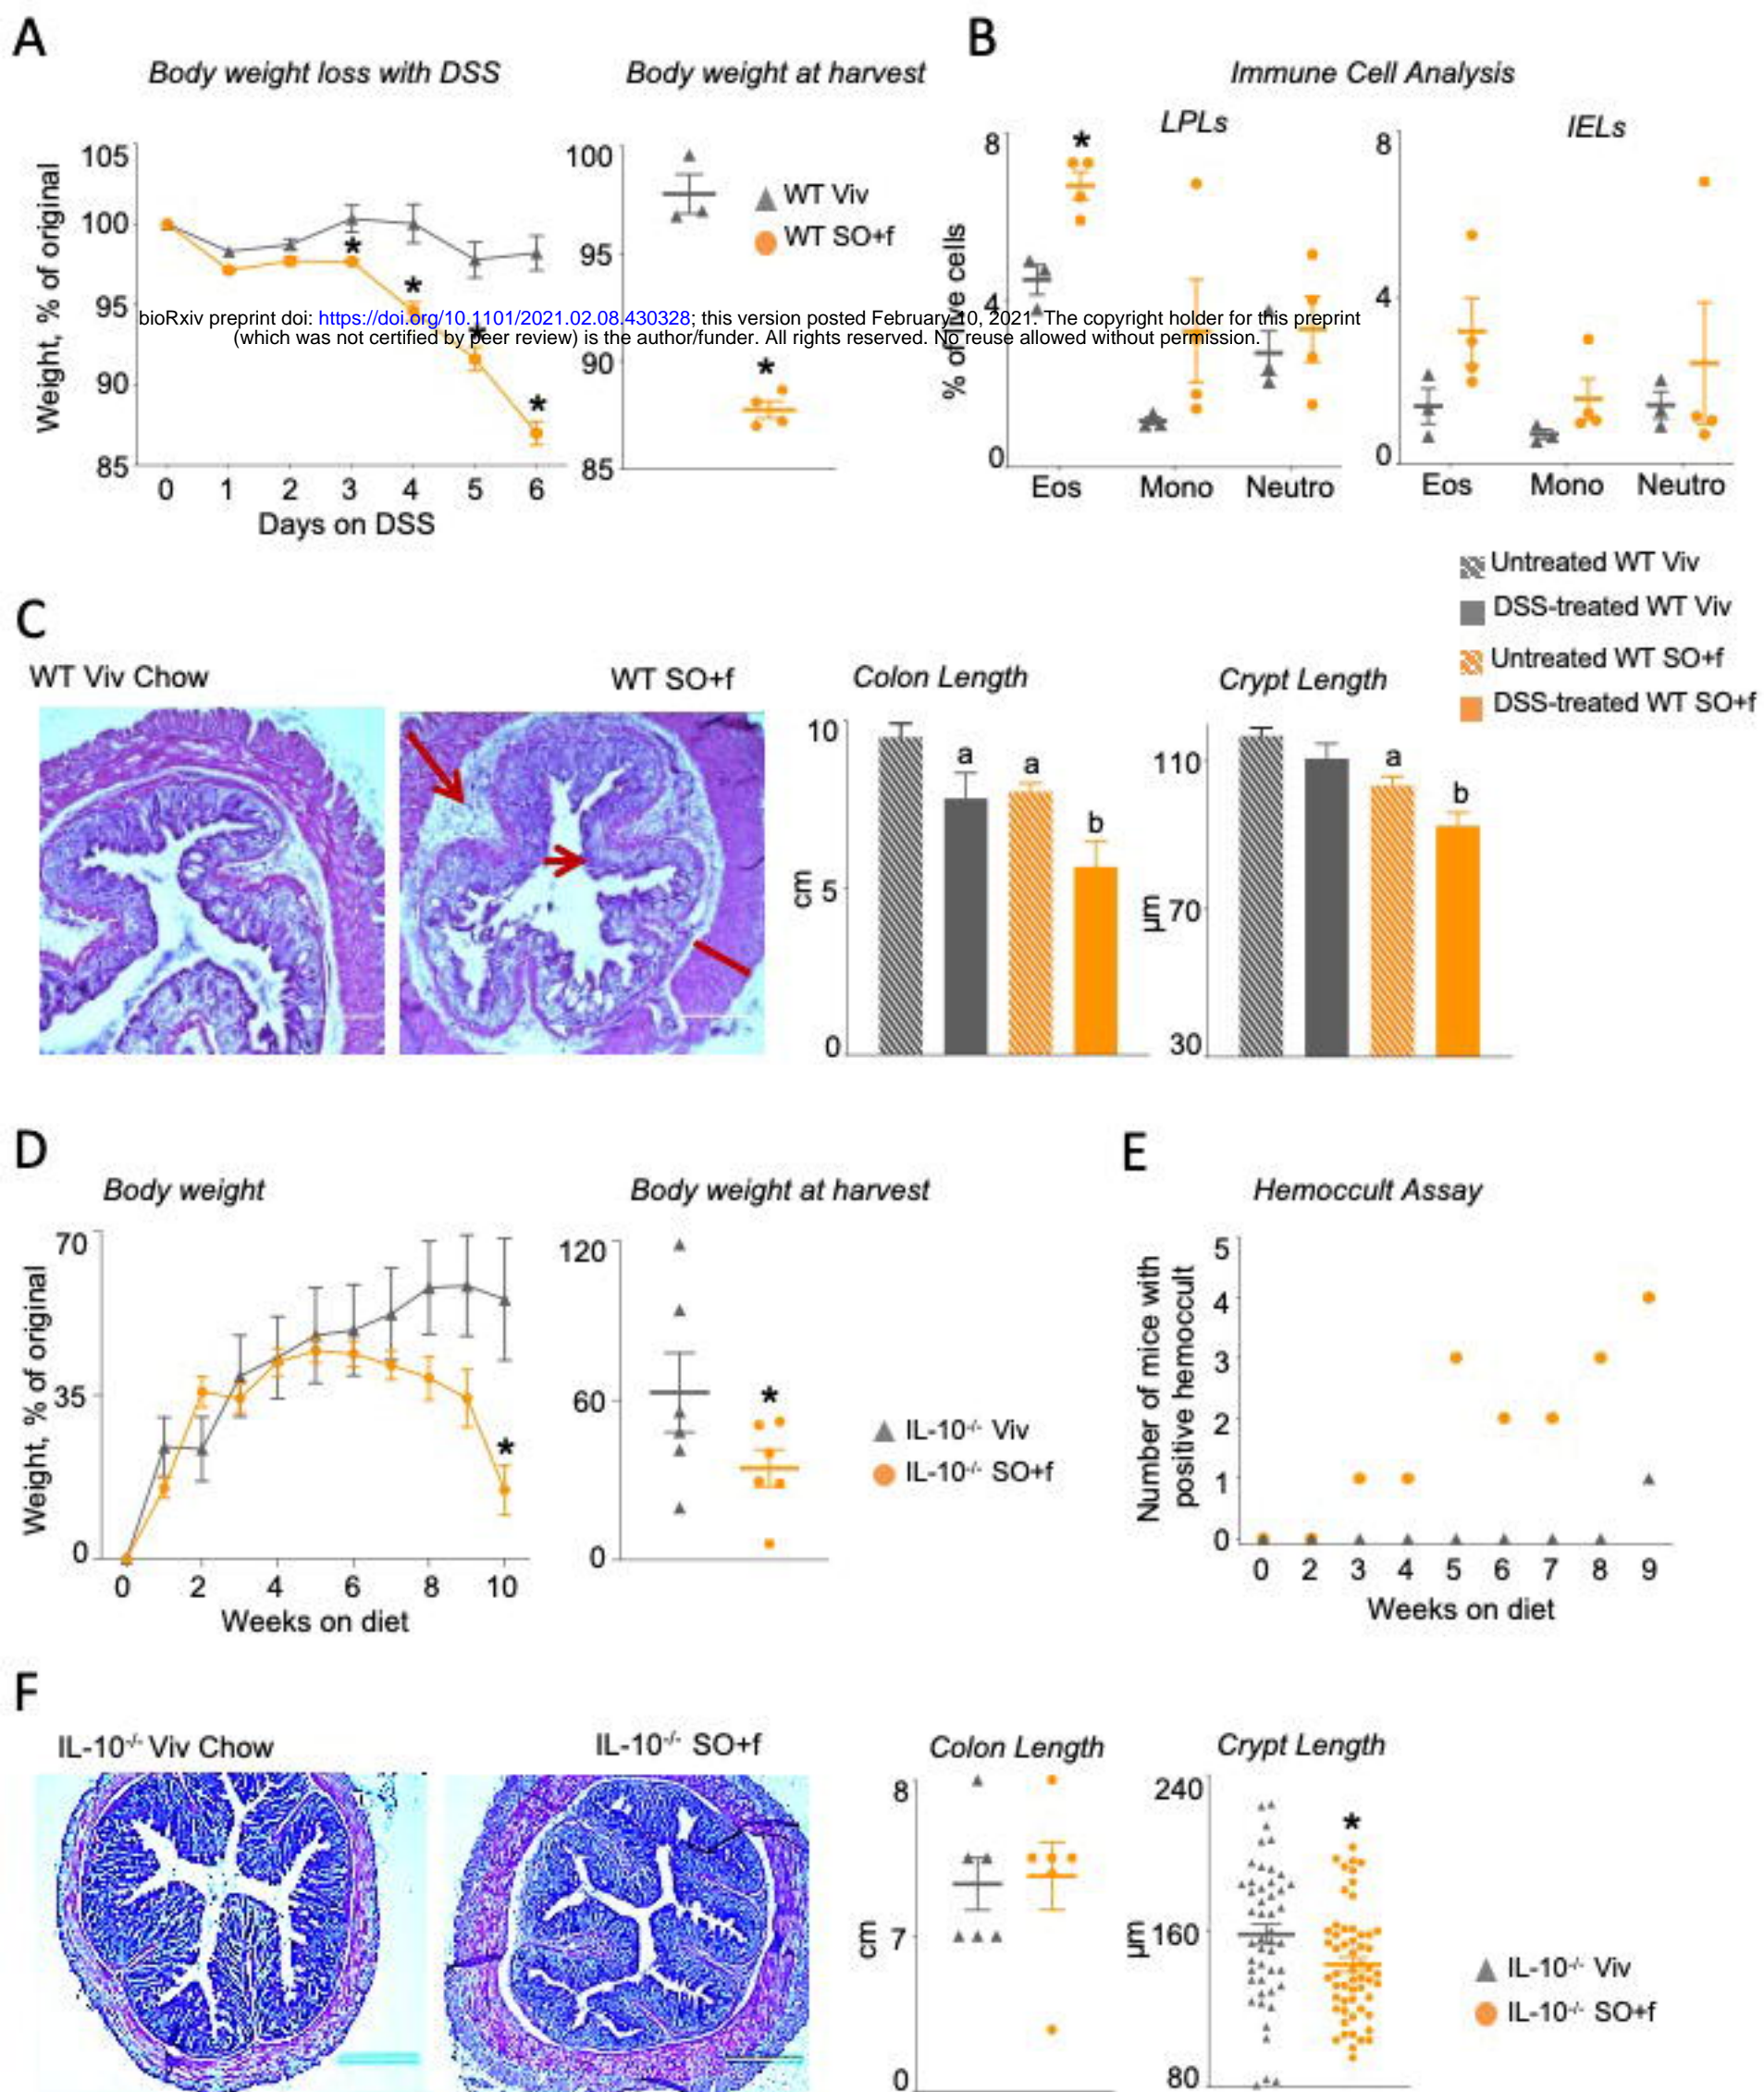 A
Body weight loss with DSS
Body weight at harvest
Weight, % of original
105
100
95
90
85
0 1 2 3 4 5 6
Days on DSS
*
*
*
*
100
95
90
85
*
WT Viv
WT SO+f
B
Immune Cell Analysis
LPLs
IELs
% of live cells
8
4
0
*
Eos Mono Neutro
8
4
0
Eos Mono Neutro
bioRxiv preprint doi: https://doi.org/10.1101/2021.02.08.430328; this version posted February 10, 2021. The copyright holder for this preprint
(which was not certified by peer review) is the author/funder. All rights reserved. No reuse allowed without permission.
Untreated WT Viv
DSS-treated WT Viv
Untreated WT SO+f
DSS-treated WT SO+f
C
WT Viv Chow
WT SO+f
Colon Length
Crypt Length
cm
10
5
0
a
a
b
µm
110
70
30
a
b
D
Body weight
Body weight at harvest
Weight, % of original
70
35
0
*
0 2 4 6 8 10
Weeks on diet
120
60
0
*
IL-10-/- Viv
IL-10-/- SO+f
E
Hemoccult Assay
Number of mice with
positive hemoccult
5
4
3
2
1
0
0 2 3 4 5 6 7 8 9
Weeks on diet
F
IL-10-/- Viv Chow
IL-10-/- SO+f
Colon Length
Crypt Length
cm
8
7
0
µm
240
160
80
*
IL-10-/- Viv
IL-10-/- SO+f